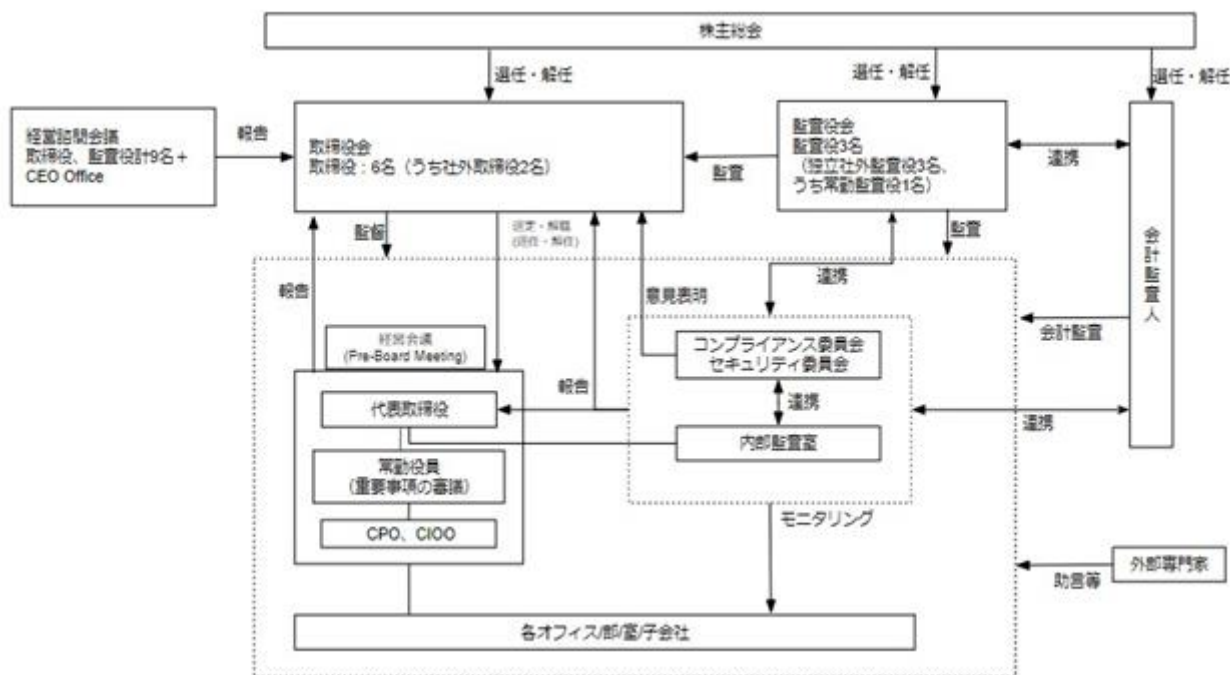 株主総会
選任・解任
選任・解任
選任・解任
経営諮問会議
取締役、監査役計9名＋
CEO Office
報告
取締役会
取締役：6名（うち社外取締役2名）
監査
監査役会
監査役3名
（独立社外監査役3名、
うち常勤監査役1名）
連携
会計監査人
監督
選定・解職
(選任・解任)
監査
報告
意見表明
連携
会計監査
経営会議
(Pre-Board Meeting)
コンプライアンス委員会
セキュリティ委員会
代表取締役
報告
連携
連携
内部監査室
常勤役員
（重要事項の審議）
CPO、CIOO
モニタリング
外部専門家
助言等
各オフィス/部/室/子会社